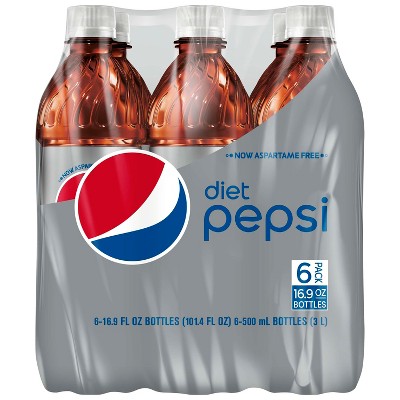 •• NOW ASPARTAME FREE ••
diet
pepsi
6 PACK
16.9 OZ
BOTTLES
6-16.9 FL OZ BOTTLES (101.4 FL OZ) 6-500 mL BOTTLES (3 L)